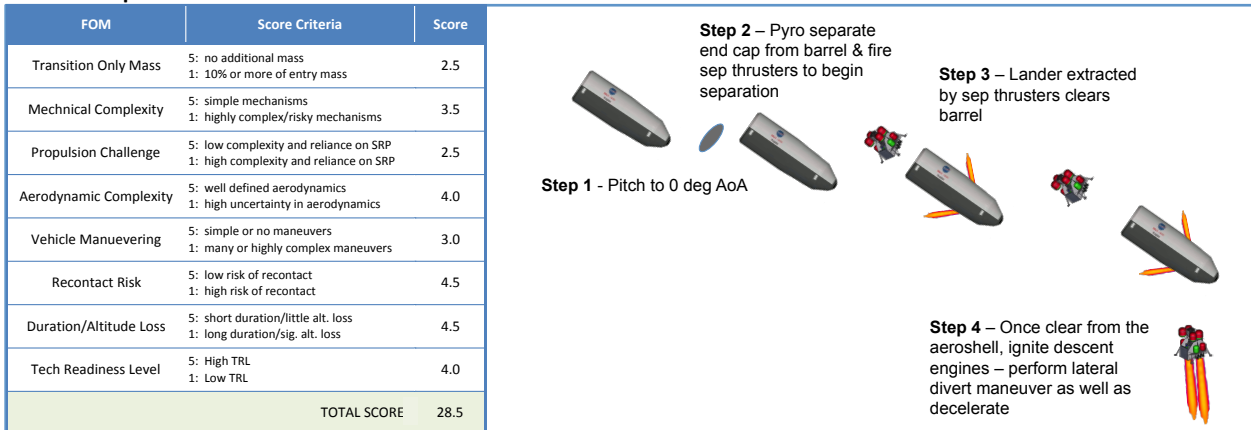 FOM Score Criteria Score
Transition Only Mass
5: no additional mass
1: 10% or more of entry mass
2.5
Mechnical Complexity
5: simple mechanisms
1: highly complex/risky mechanisms
3.5
Propulsion Challenge
5: low complexity and reliance on SRP
1: high complexity and reliance on SRP
2.5
Aerodynamic Complexity
5: well defined aerodynamics
1: high uncertainty in aerodynamics
4.0
Vehicle Manuevering
5: simple or no maneuvers
1: many or highly complex maneuvers
3.0
Recontact Risk
5: low risk of recontact
1: high risk of recontact
4.5
Duration/Altitude Loss
5: short duration/little alt. loss
1: long duration/sig. alt. loss
4.5
Tech Readiness Level
5: High TRL
1: Low TRL
4.0
TOTAL SCORE 28.5
Step 1 - Pitch to 0 deg AoA
Step 2 – Pyro separate
end cap from barrel & fire
sep thrusters to begin
separation
Step 3 – Lander extracted
by sep thrusters clears
barrel
Step 4 – Once clear from the
aeroshell, ignite descent
engines – perform lateral
divert maneuver as well as
decelerate